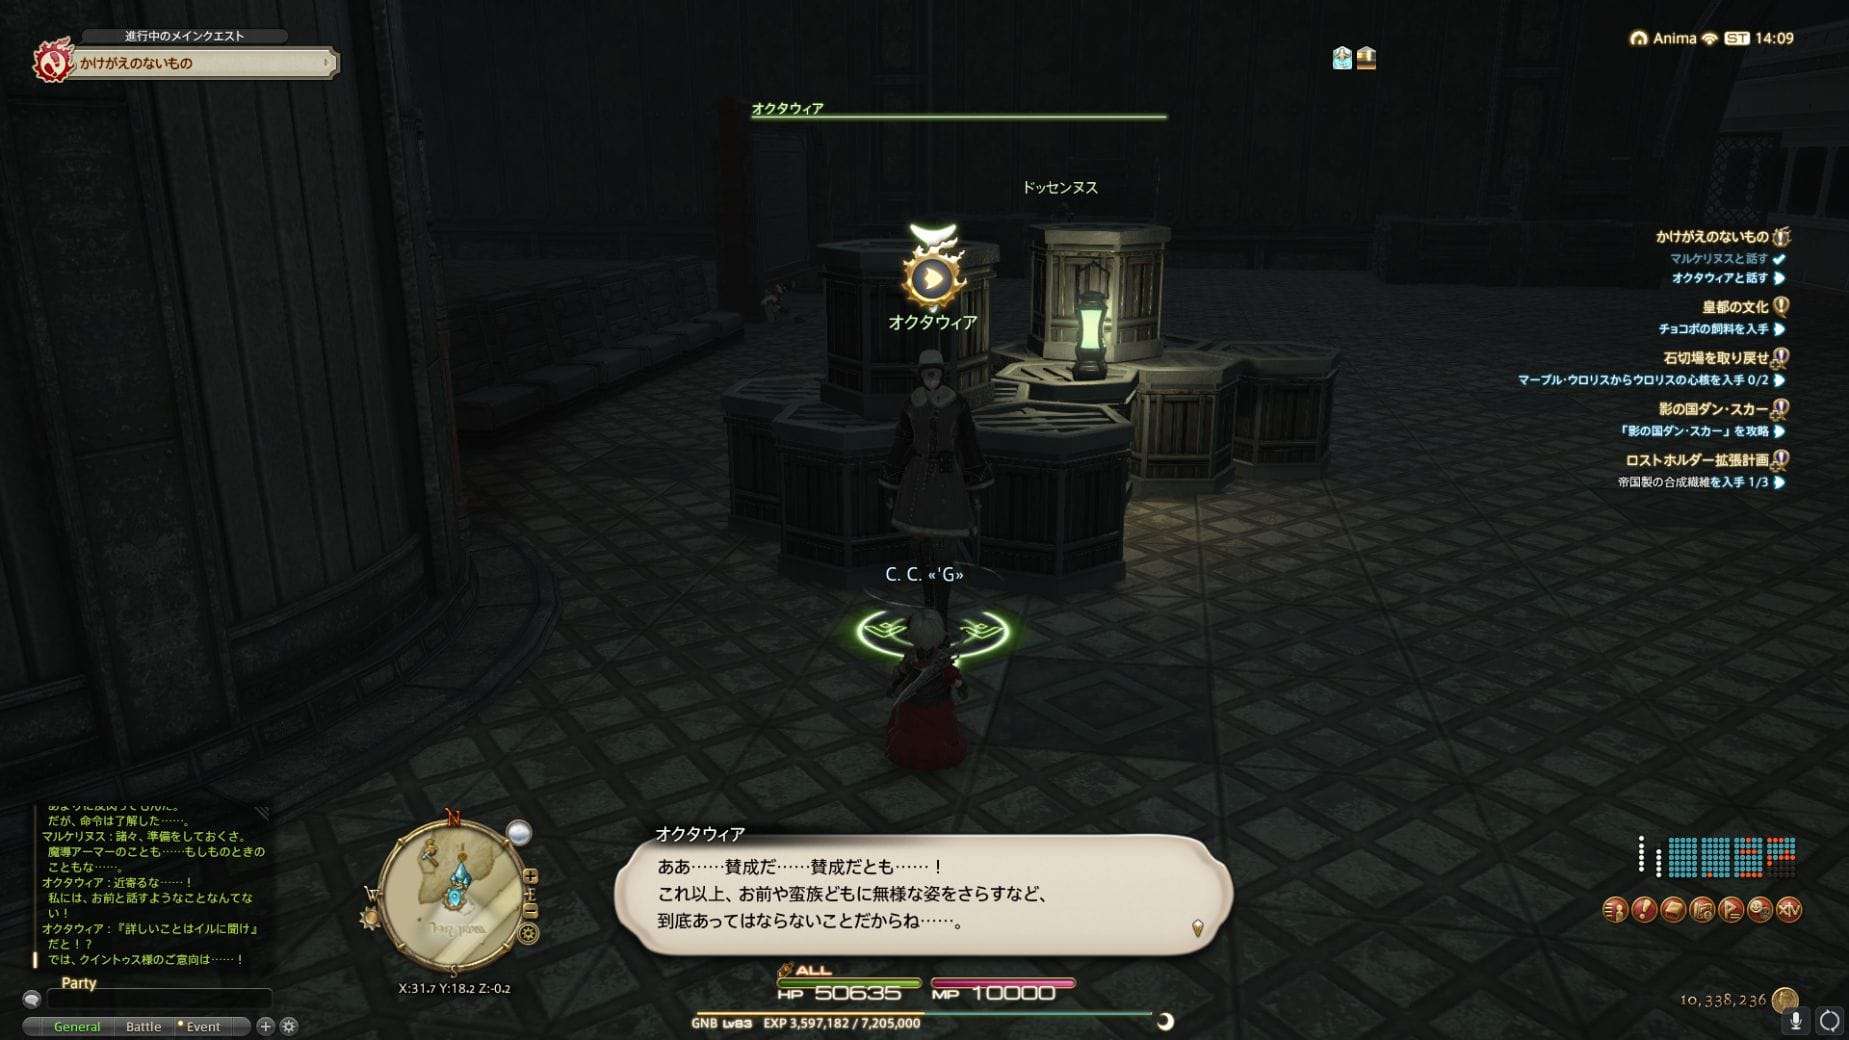 進行中のメインクエスト
かけがえのないもの
Anima ST 14:09
オクタウィア
ドッセンヌス
オクタウィア
C. C. «'G»
かけがえのないもの
マルケリヌスと話す
オクタウィアと話す
皇都の文化
チョコボの飼料を入手
石切場を取り戻せ
マーブル・ウロリスからウロリスの心核を入手 0/2
影の国ダン・スカー
「影の国ダン・スカー」を攻略
ロストホルダー拡張計画
帝国製の合成繊維を入手 1/3
だが、命令は了解した……。
マルケリヌス : 諸々、準備をしておくさ。
魔導アーマーのことも……もしものときの
こともな……。
オクタウィア : 近寄るな……！
私には、お前と話すようなことなんてな
い！
オクタウィア : 『詳しいことはイルに聞け』
だと！？
では、クイントゥス様のご意向は……！
Party
General Battle Event
N
W
S
X:31.7 Y:18.2 Z:-0.2
オクタウィア
ああ……賛成だ……賛成だとも……！
これ以上、お前や蛮族どもに無様な姿をさらすなど、
到底あってはならないことだからね……。
ALL
HP 50635 MP 10000
GNB Lv83 EXP 3,597,182 / 7,205,000
10,338,236
XIV